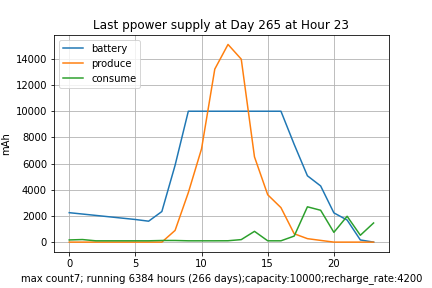 Last ppower supply at Day 265 at Hour 23
battery
produce
consume
14000
12000
10000
8000
6000
4000
2000
0
mAh
0
5
10
15
20
max count7; running 6384 hours (266 days);capacity:10000;recharge_rate:4200